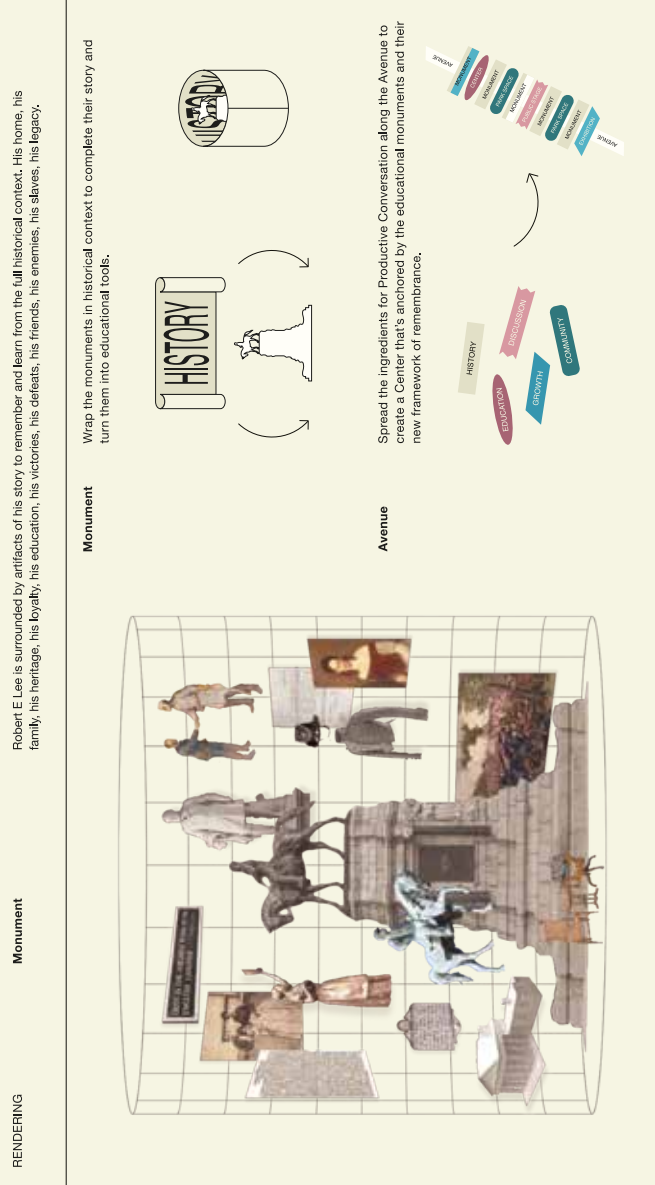 RENDERING
Monument
Robert E Lee is surrounded by artifacts of his story to remember and learn from the full historical context. His home, his
family, his heritage, his loyalty, his education, his victories, his defeats, his friends, his enemies, his slaves, his legacy.
Monument
Wrap the monuments in historical context to complete their story and
turn them into educational tools.
HISTORY
HISTORY
Avenue
Spread the ingredients for Productive Conversation along the Avenue to
create a Center that's anchored by the educational monuments and their
new framework of remembrance.
HISTORY
EDUCATION
DISCUSSION
GROWTH
COMMUNITY
AVENUE
MONUMENT
CENTER
MONUMENT
PARK SPACE
MONUMENT
PUBLIC STAGE
MONUMENT
PARK SPACE
MONUMENT
EXHIBITION
AVENUE